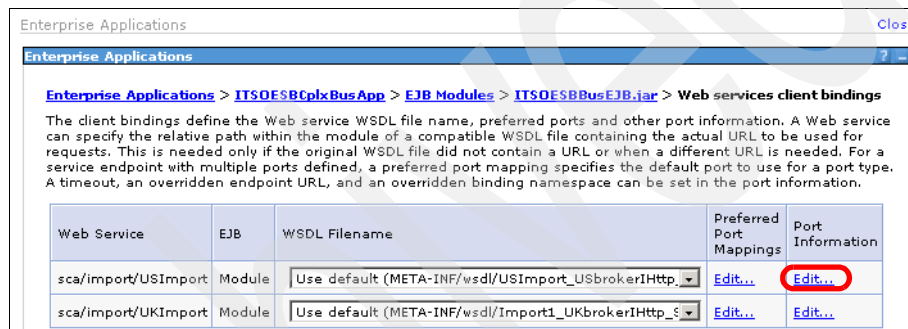 Enterprise Applications Clos
Enterprise Applications ? –
Enterprise Applications > ITSOESBCplxBusApp > EJB Modules > ITSOESBBusEJB.jar > Web services client bindings
The client bindings define the Web service WSDL file name, preferred ports and other port information. A Web service
can specify the relative path within the module of a compatible WSDL file containing the actual URL to be used for
requests. This is needed only if the original WSDL file did not contain a URL or when a different URL is needed. For a
service endpoint with multiple ports defined, a preferred port mapping specifies the default port to use for a port type.
A timeout, an overridden endpoint URL, and an overridden binding namespace can be set in the port information.
Web Service EJB WSDL Filename Preferred Port Mappings Port Information
sca/import/USImport Module Use default (META-INF/wsdl/USImport_USbrokerIHttp_ Edit... Edit...
sca/import/UKImport Module Use default (META-INF/wsdl/Import1_UKbrokerIHttp_S Edit... Edit...